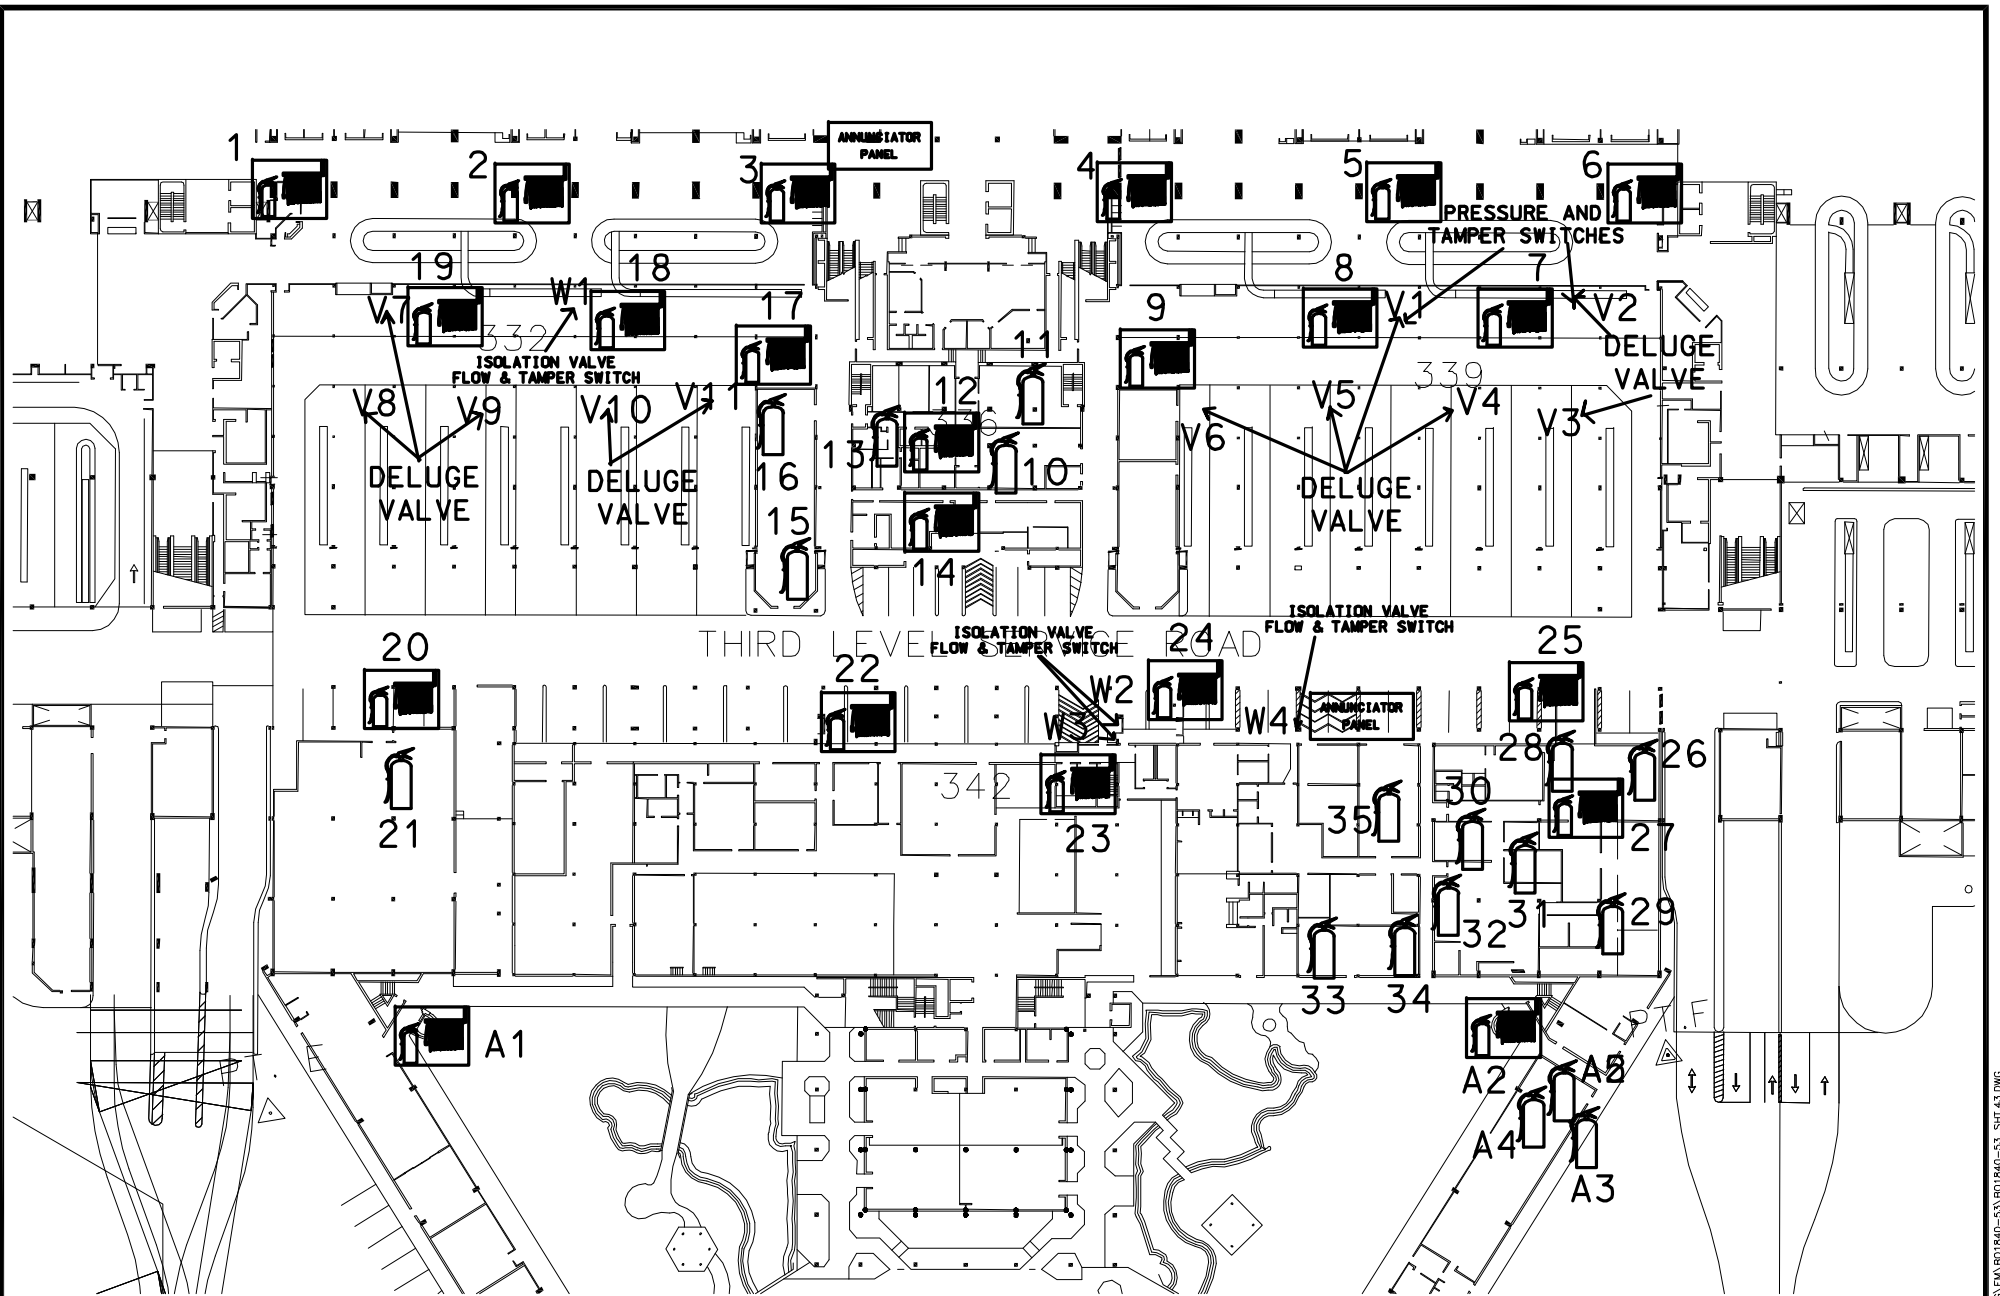 1
ANNUNCIATOR
PANEL
2
3
4
5
6
PRESSURE AND
TAMPER SWITCHES
19
18
8
7
V7
W1
17
9
V1
V2
332
11
DELUGE
VALVE
ISOLATION VALVE
FLOW & TAMPER SWITCH
339
V8
V9
V10
V11
12
336
V5
V4
V3
V6
13
10
16
DELUGE
VALVE
DELUGE
VALVE
DELUGE
VALVE
15
14
ISOLATION VALVE
FLOW & TAMPER SWITCH
THIRD LEVEL SERVICE ROAD
ISOLATION VALVE
FLOW & TAMPER SWITCH
20
22
24
25
W2
W3
W4
ANNUNCIATOR
PANEL
28
26
342
30
21
23
35
27
31
29
32
33
34
A1
P T.F
A2
A4
A3